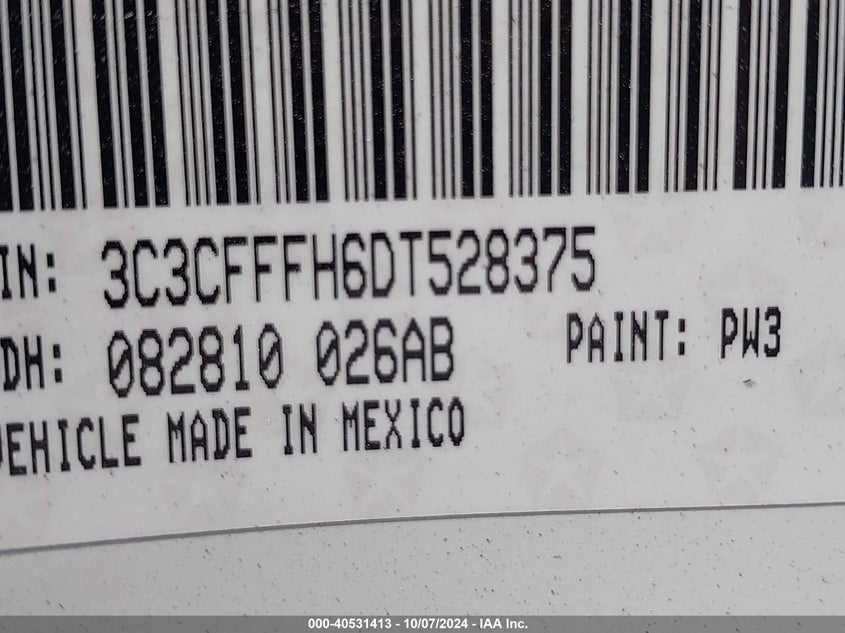 IN: 3C3CFFFH6DT528375
DH: 082810 026AB PAINT: PW3
VEHICLE MADE IN MEXICO
000-40531413 - 10/07/2024 - IAA Inc.